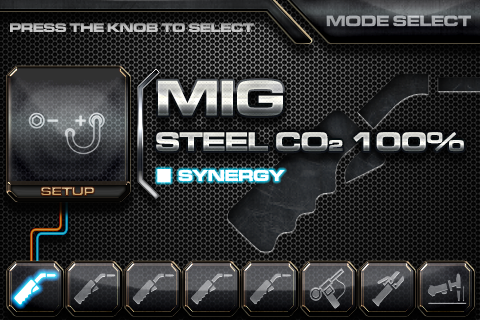 PRESS THE KNOB TO SELECT
MODE SELECT
MIG
STEEL CO₂ 100%
SYNERGY
- +
SETUP